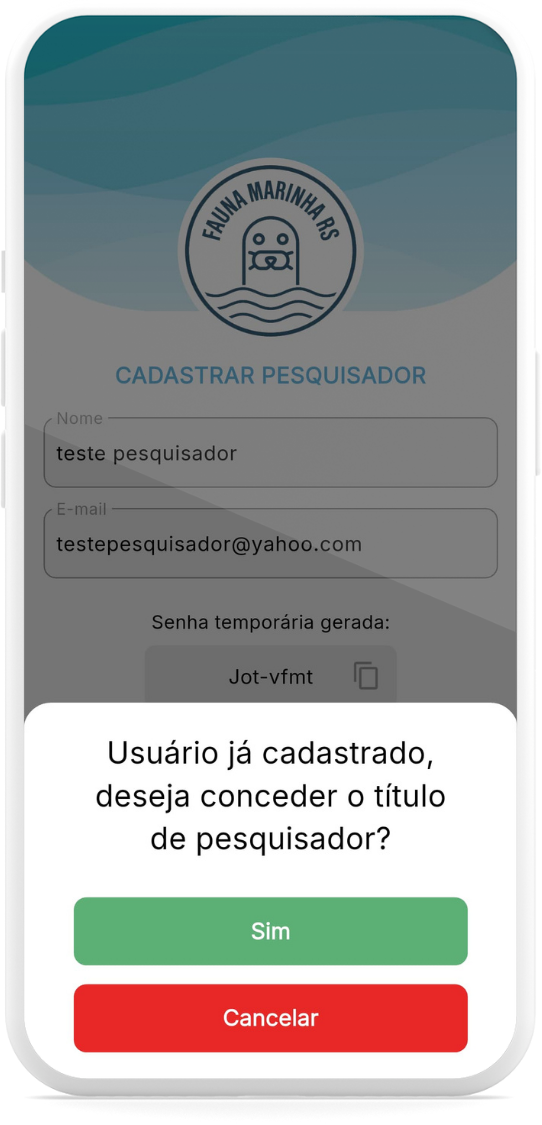 FAUNA MARINHA RS
CADASTRAR PESQUISADOR
Nome
teste pesquisador
E-mail
testepesquisador@yahoo.com
Senha temporária gerada:
Jot-vfmt
Usuário já cadastrado,
deseja conceder o título
de pesquisador?
Sim
Cancelar